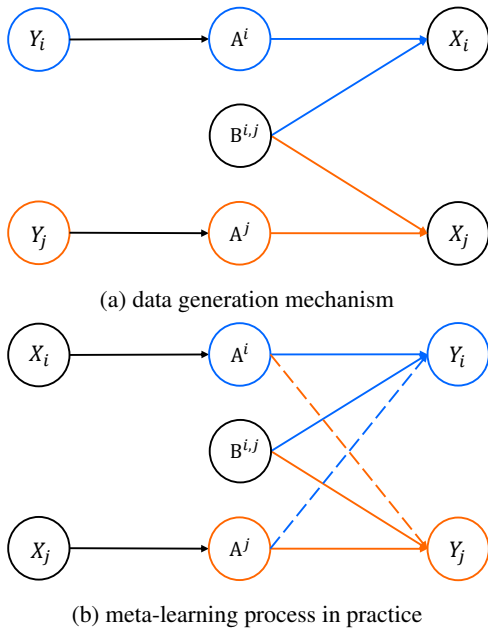 Y_i A^i X_i
B^{i,j}
Y_j A^j X_j
(a) data generation mechanism
X_i A^i Y_i
B^{i,j}
X_j A^j Y_j
(b) meta-learning process in practice